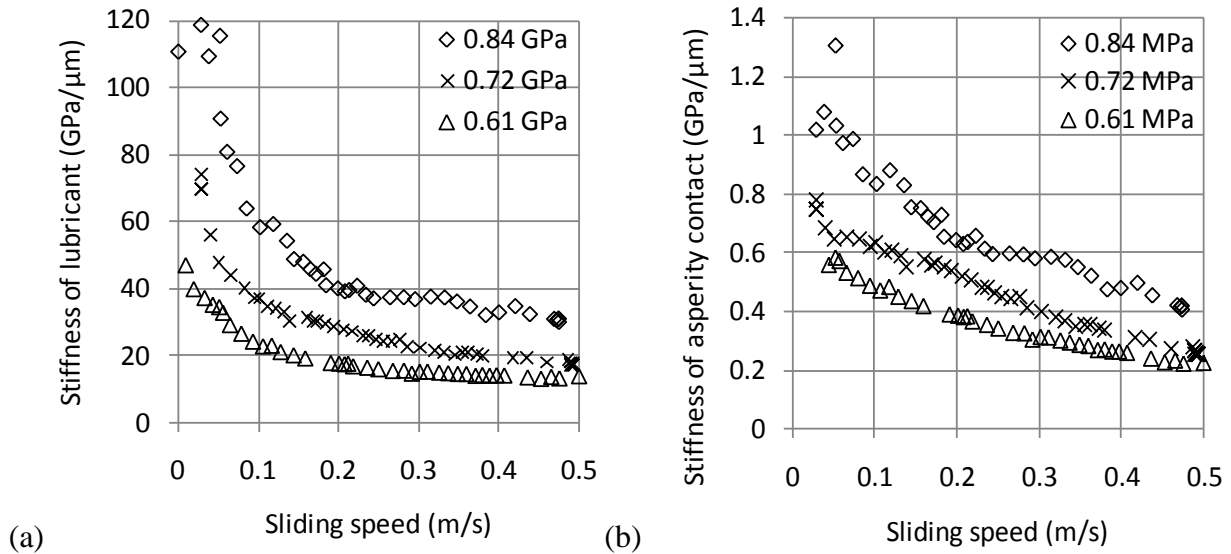 Stiffness of lubricant (GPa/µm)
120
100
80
60
40
20
0
0 0.1 0.2 0.3 0.4 0.5
Sliding speed (m/s)
0.84 GPa
0.72 GPa
0.61 GPa
(a)
Stiffness of asperity contact (GPa/µm)
1.4
1.2
1
0.8
0.6
0.4
0.2
0
0 0.1 0.2 0.3 0.4 0.5
Sliding speed (m/s)
0.84 MPa
0.72 MPa
0.61 MPa
(b)